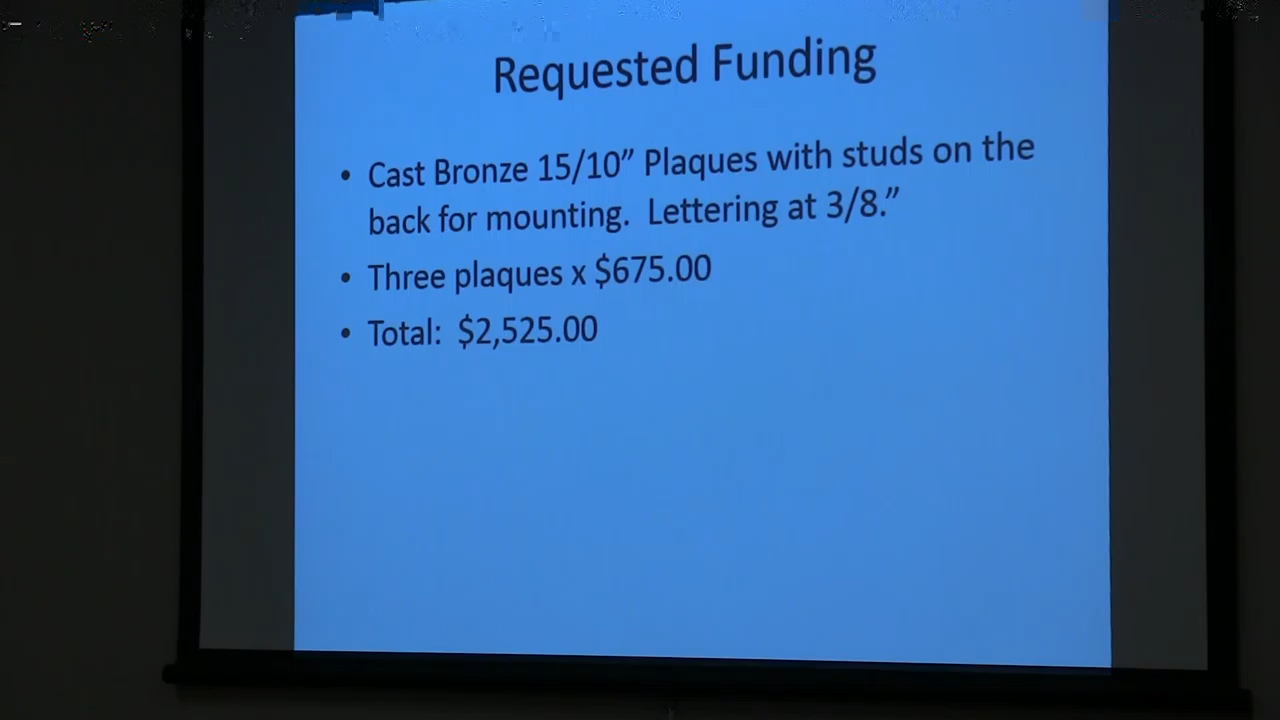 Requested Funding
• Cast Bronze 15/10” Plaques with studs on the
back for mounting.  Lettering at 3/8.”
• Three plaques x $675.00
• Total:  $2,525.00